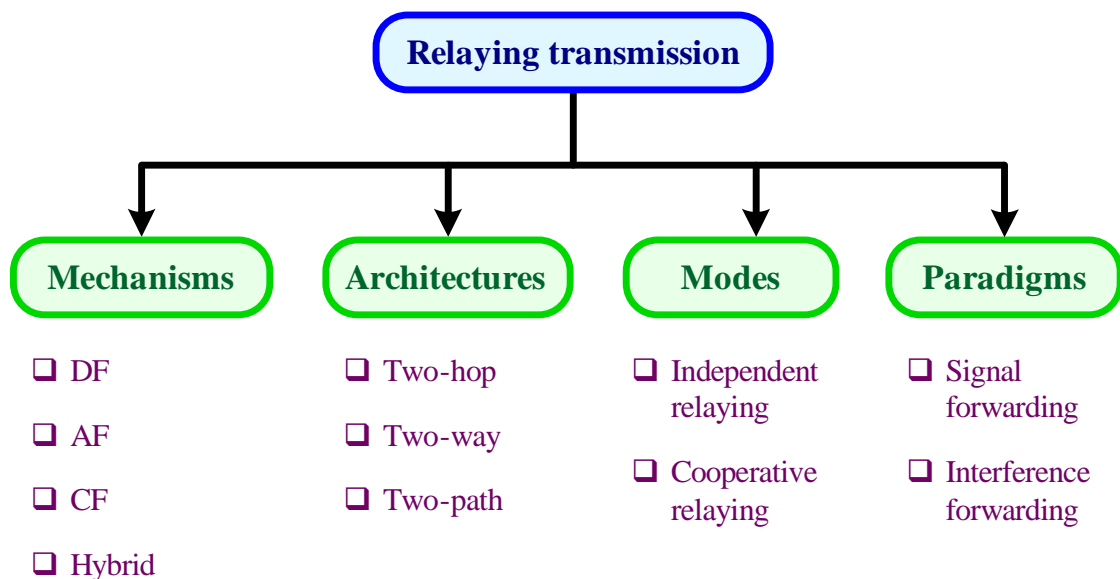 Relaying transmission
Mechanisms
Architectures
Modes
Paradigms
DF
AF
CF
Hybrid
Two-hop
Two-way
Two-path
Independent
relaying
Cooperative
relaying
Signal
forwarding
Interference
forwarding